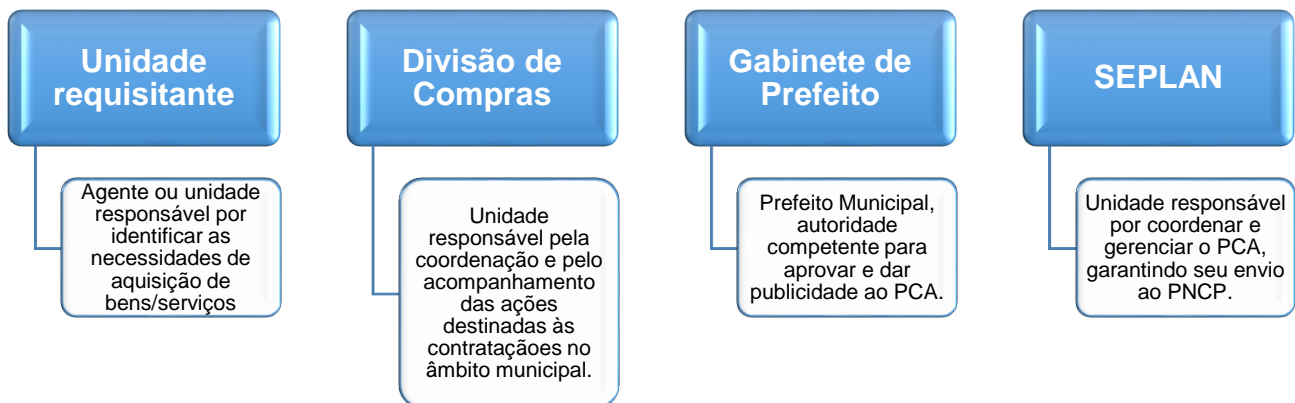 Unidade
requisitante
Agente ou unidade
responsável por
identificar as
necessidades de
aquisição de
bens/serviços
Divisão de
Compras
Unidade
responsável pela
coordenação e pelo
acompanhamento
das ações
destinadas às
contrataçãoes no
âmbito municipal.
Gabinete de
Prefeito
Prefeito Municipal,
autoridade
competente para
aprovar e dar
publicidade ao PCA.
SEPLAN
Unidade responsável
por coordenar e
gerenciar o PCA,
garantindo seu envio
ao PNCP.